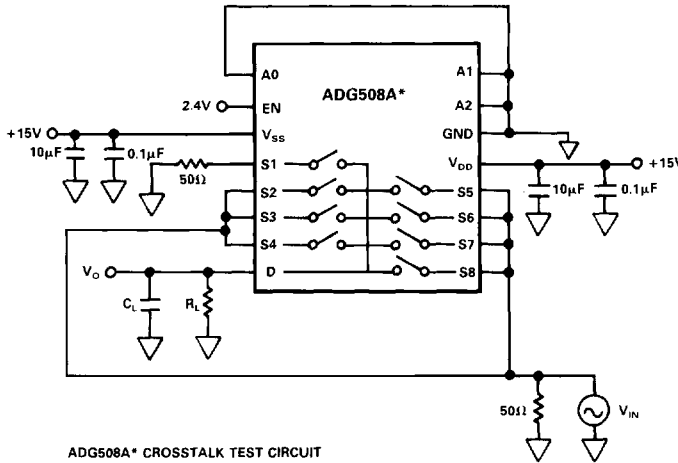 A0
A1
ADG508A*
2.4V
EN
A2
+15V
VSS
GND
10μF
0.1μF
S1
VDD
+15V
50Ω
S2
S5
10μF
0.1μF
S3
S6
S4
S7
VO
D
S8
CL
RL
50Ω
VIN
ADG508A* CROSSTALK TEST CIRCUIT